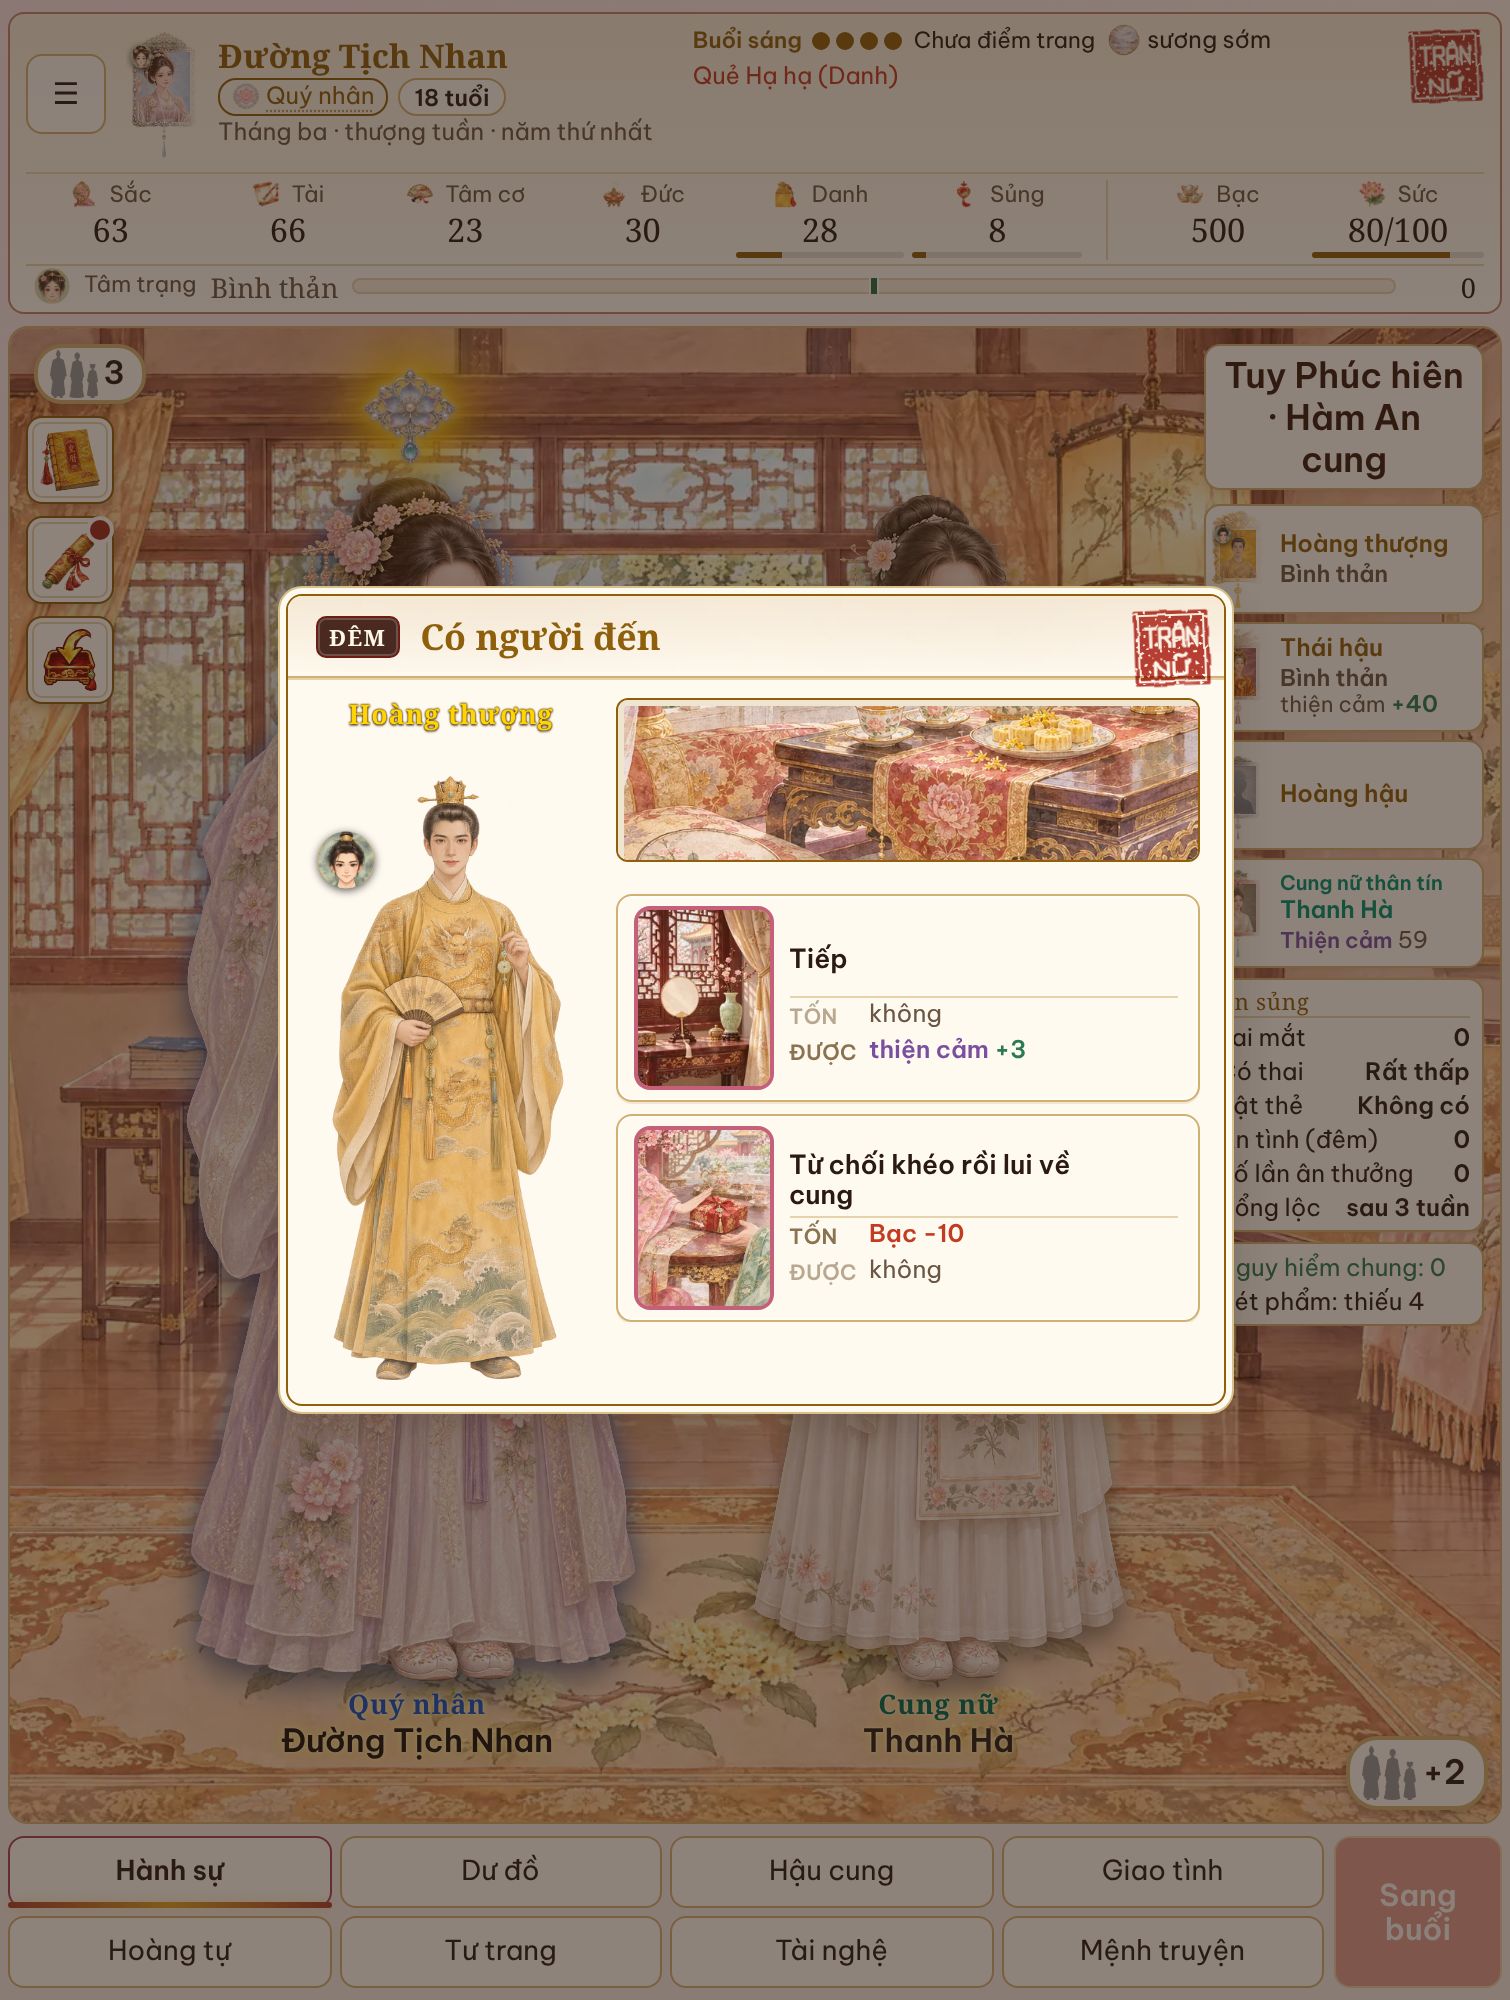 Đường Tịch Nhan
Quý nhân
18 tuổi
Tháng ba · thượng tuần · năm thứ nhất
Buổi sáng
Chưa điểm trang
sương sớm
Quẻ Hạ hạ (Danh)
TRÂN NỮ
Sắc
63
Tài
66
Tâm cơ
23
Đức
30
Danh
28
Sủng
8
Bạc
500
Sức
80/100
Tâm trạng
Bình thản
0
3
Tuy Phúc hiên
· Hàm An
cung
Hoàng thượng
Bình thản
Thái hậu
Bình thản
thiện cảm +40
Hoàng hậu
Cung nữ thân tín
Thanh Hà
Thiện cảm 59
n sủng
ai mắt 0
ó thai Rất thấp
ật thẻ Không có
n tình (đêm) 0
ố lần ân thưởng 0
ổng lộc sau 3 tuần
guy hiểm chung: 0
ét phẩm: thiếu 4
ĐÊM
Có người đến
TRÂN NỮ
Hoàng thượng
Tiếp
TỐN không
ĐƯỢC thiện cảm +3
Từ chối khéo rồi lui về
cung
TỐN Bạc -10
ĐƯỢC không
Quý nhân
Đường Tịch Nhan
Cung nữ
Thanh Hà
+2
Hành sự
Dư đồ
Hậu cung
Giao tình
Sang
buổi
Hoàng tự
Tư trang
Tài nghệ
Mệnh truyện